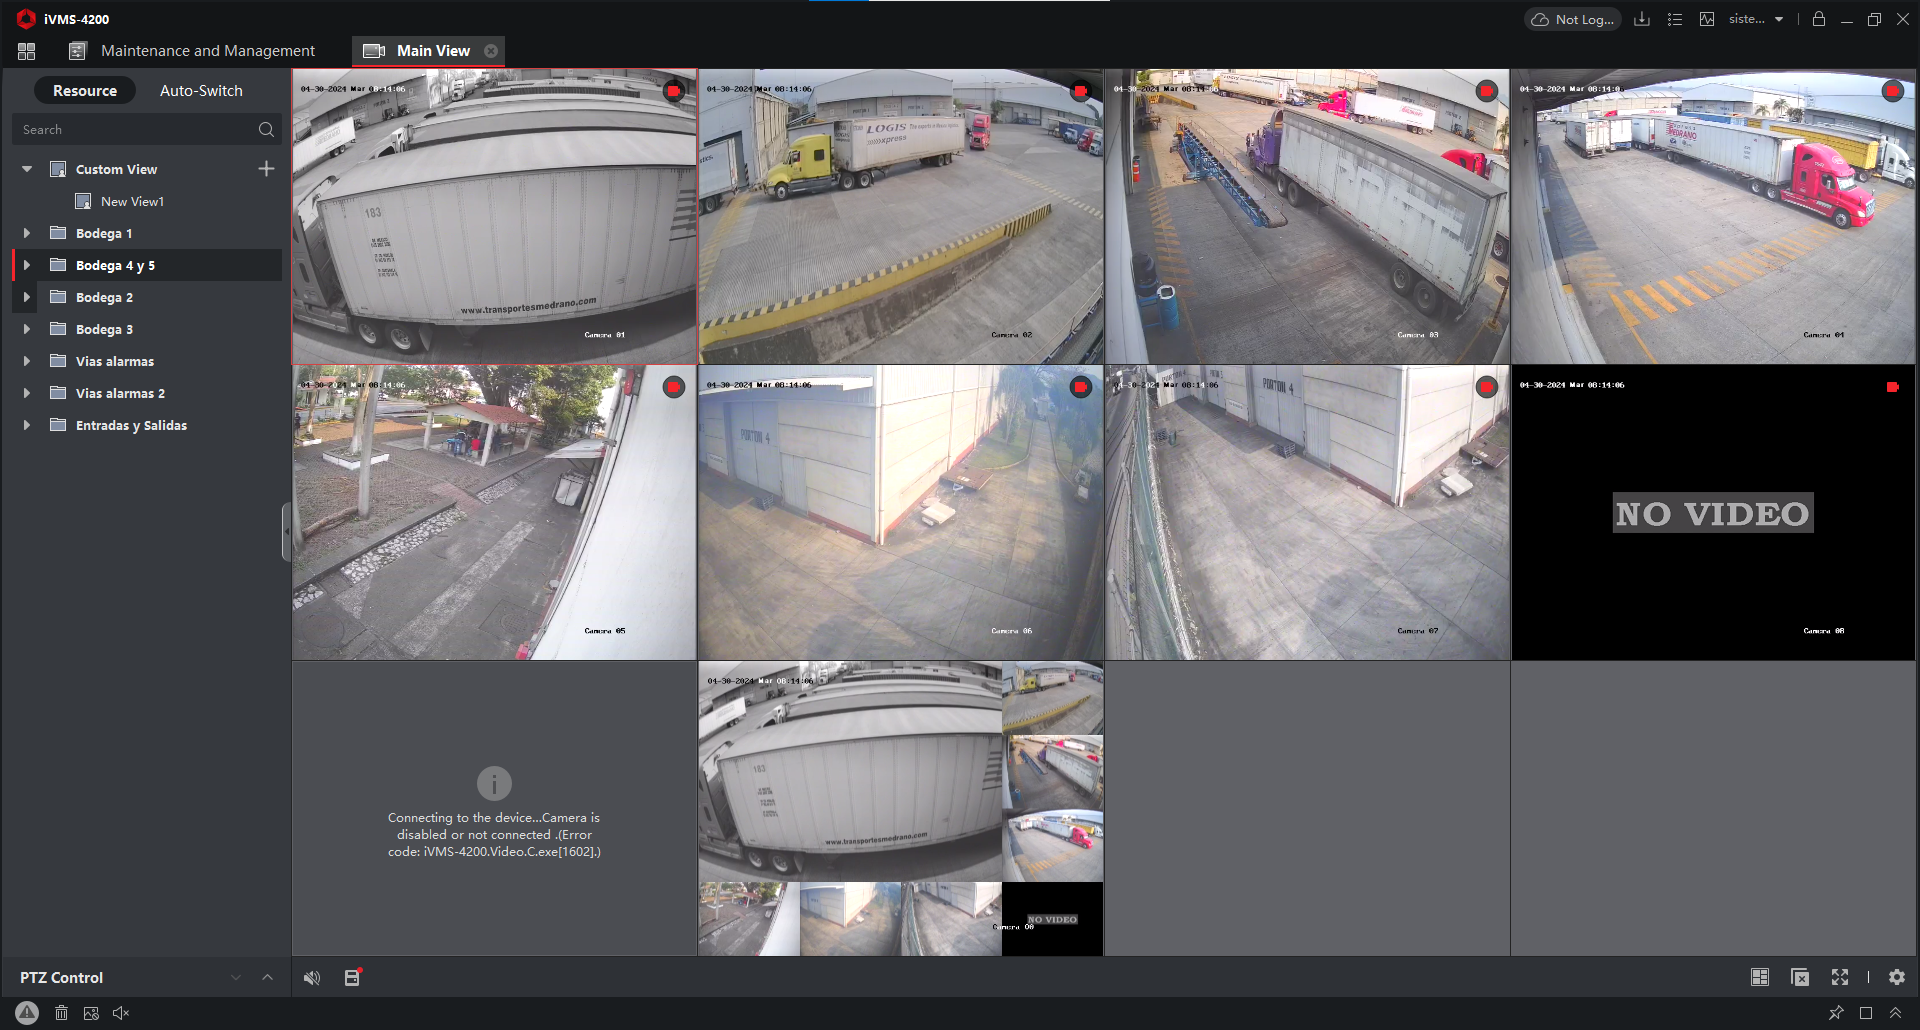 iVMS-4200
Not Log...
siste...
Maintenance and Management
Main View
Resource
Auto-Switch
Search
Custom View
New View1
Bodega 1
Bodega 4 y 5
Bodega 2
Bodega 3
Vias alarmas
Vias alarmas 2
Entradas y Salidas
04-30-2024 Mar 08:14:06
183
www.transportesmedrano.com
Camera 01
04-30-2024 Mar 08:14:06
LOGIS
xpress
Camera 02
04-30-2024 Mar 08:14:06
Camera 03
04-30-2024 Mar 08:14:0
MEDRANO
Camera 04
04-30-2024 Mar 08:14:06
Camera 05
04-30-2024 Mar 08:14:06
PORTON 4
Camera 06
04-30-2024 Mar 08:14:06
PORTON 4
Camera 07
04-30-2024 Mar 08:14:06
NO VIDEO
Camera 08
Connecting to the device...Camera is
disabled or not connected .(Error
code: iVMS-4200.Video.C.exe[1602].)
04-30-2024 Mar 08:14:06
183
www.transportesmedrano.com
NO VIDEO
Camera 00
PTZ Control